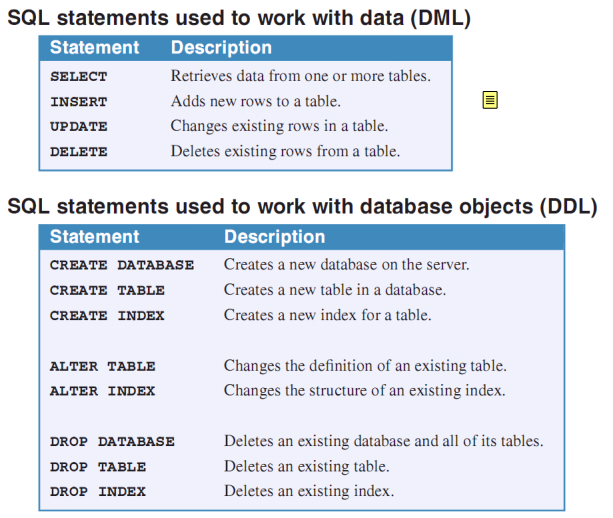 SQL statements used to work with data (DML)
Statement Description
SELECT Retrieves data from one or more tables.
INSERT Adds new rows to a table.
UPDATE Changes existing rows in a table.
DELETE Deletes existing rows from a table.
SQL statements used to work with database objects (DDL)
Statement Description
CREATE DATABASE Creates a new database on the server.
CREATE TABLE Creates a new table in a database.
CREATE INDEX Creates a new index for a table.
ALTER TABLE Changes the definition of an existing table.
ALTER INDEX Changes the structure of an existing index.
DROP DATABASE Deletes an existing database and all of its tables.
DROP TABLE Deletes an existing table.
DROP INDEX Deletes an existing index.